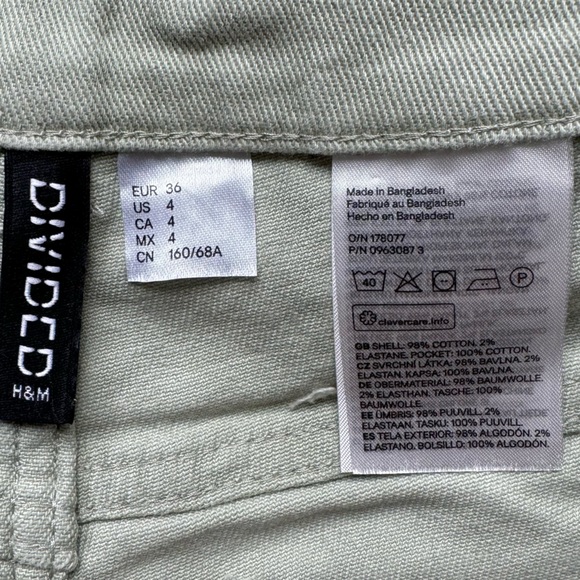 DIVIDED
H&M
EUR 36
US 4
CA 4
MX 4
CN 160/68A
Made in Bangladesh
Fabriqué au Bangladesh
Hecho en Bangladesh
O/N 178077
P/N 0963087 3
40
P
clevercare.info
GB SHELL: 98% COTTON. 2%
ELASTANE. POCKET: 100% COTTON.
CZ SVRCHNÍ LÁTKA: 98% BAVLNA. 2%
ELASTAN. KAPSA: 100% BAVLNA
DE OBERMATERIAL: 98% BAUMWOLLE.
2% ELASTHAN. TASCHE: 100%
BAUMWOLLE
EE ÜMBRIS: 98% PUUVILL. 2%
ELASTAAN. TASKU: 100% PUUVILL.
ES TELA EXTERIOR: 98% ALGODÓN. 2%
ELASTANO. BOLSILLO: 100% ALGODÓN.